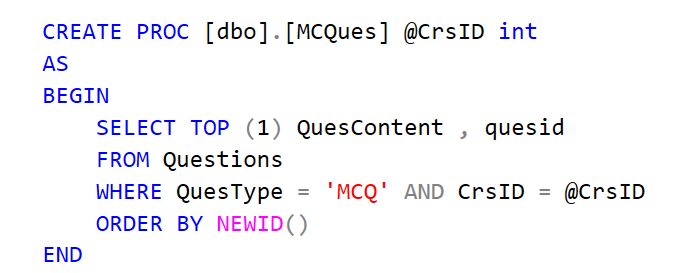 CREATE PROC [dbo].[MCQues] @CrsID int
AS
BEGIN
    SELECT TOP (1) QuesContent , quesid
    FROM Questions
    WHERE QuesType = 'MCQ' AND CrsID = @CrsID
    ORDER BY NEWID()
END